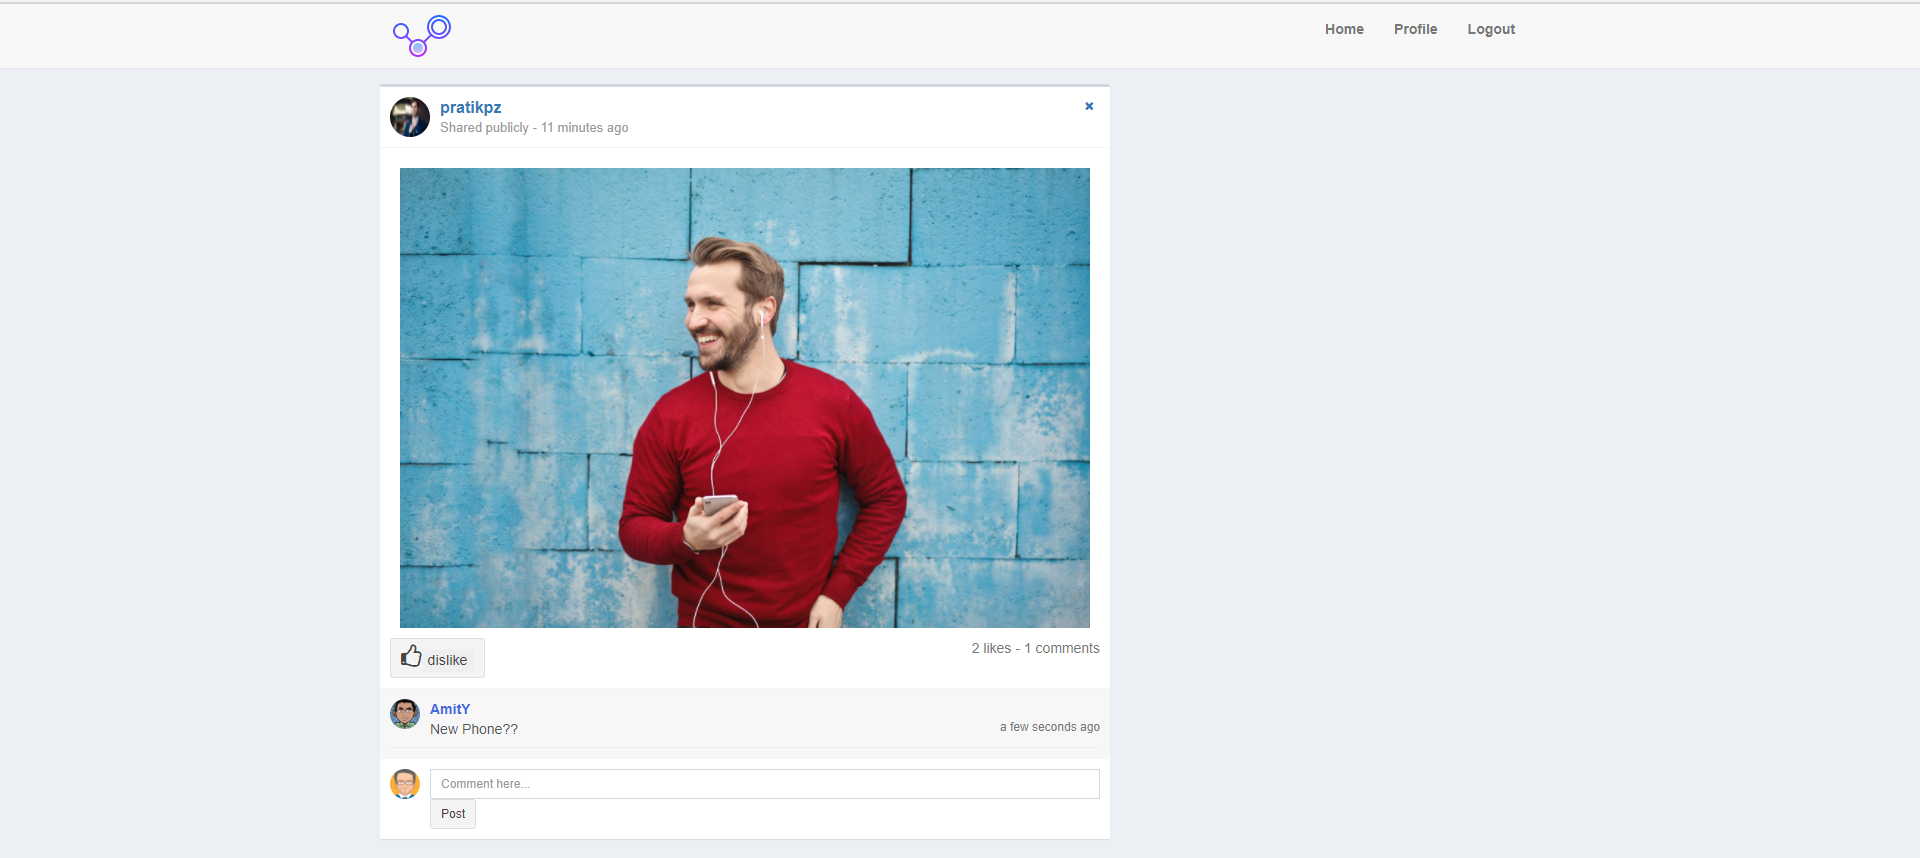 Home Profile Logout
pratikpz
Shared publicly - 11 minutes ago
dislike
2 likes - 1 comments
AmitY
New Phone??
a few seconds ago
Comment here...
Post